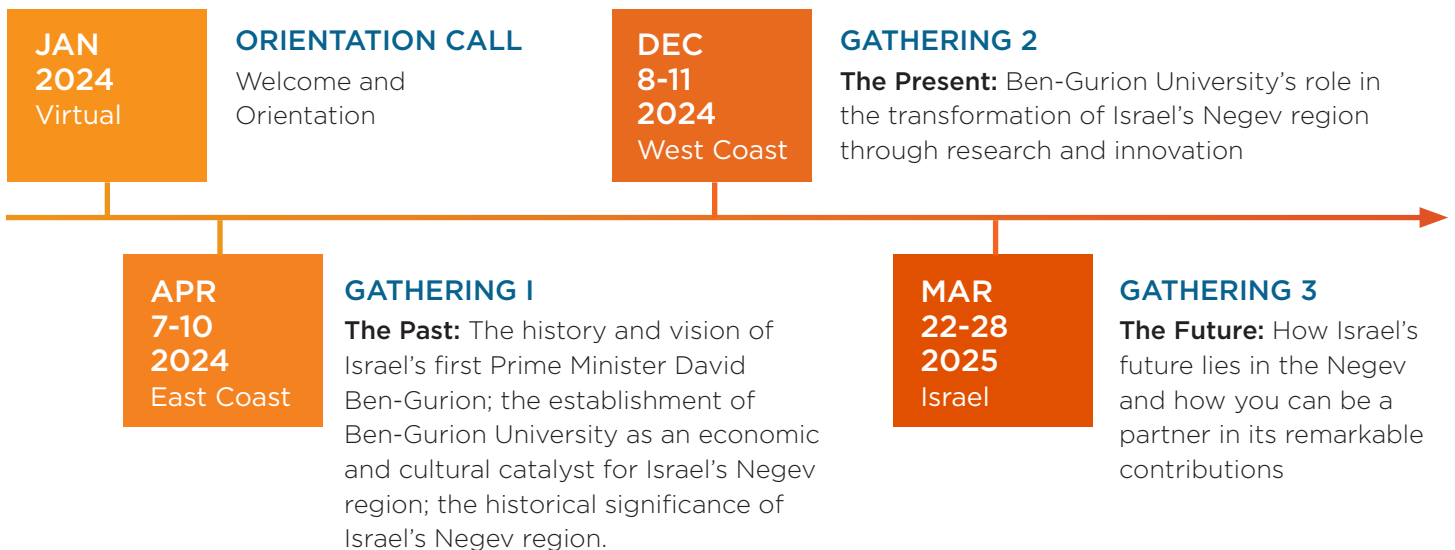 JAN
2024
Virtual
ORIENTATION CALL
Welcome and
Orientation
APR
7-10
2024
East Coast
GATHERING I
The Past: The history and vision of
Israel’s first Prime Minister David
Ben-Gurion; the establishment of
Ben-Gurion University as an economic
and cultural catalyst for Israel’s Negev
region; the historical significance of
Israel’s Negev region.
DEC
8-11
2024
West Coast
GATHERING 2
The Present: Ben-Gurion University’s role in
the transformation of Israel’s Negev region
through research and innovation
MAR
22-28
2025
Israel
GATHERING 3
The Future: How Israel’s
future lies in the Negev
and how you can be a
partner in its remarkable
contributions